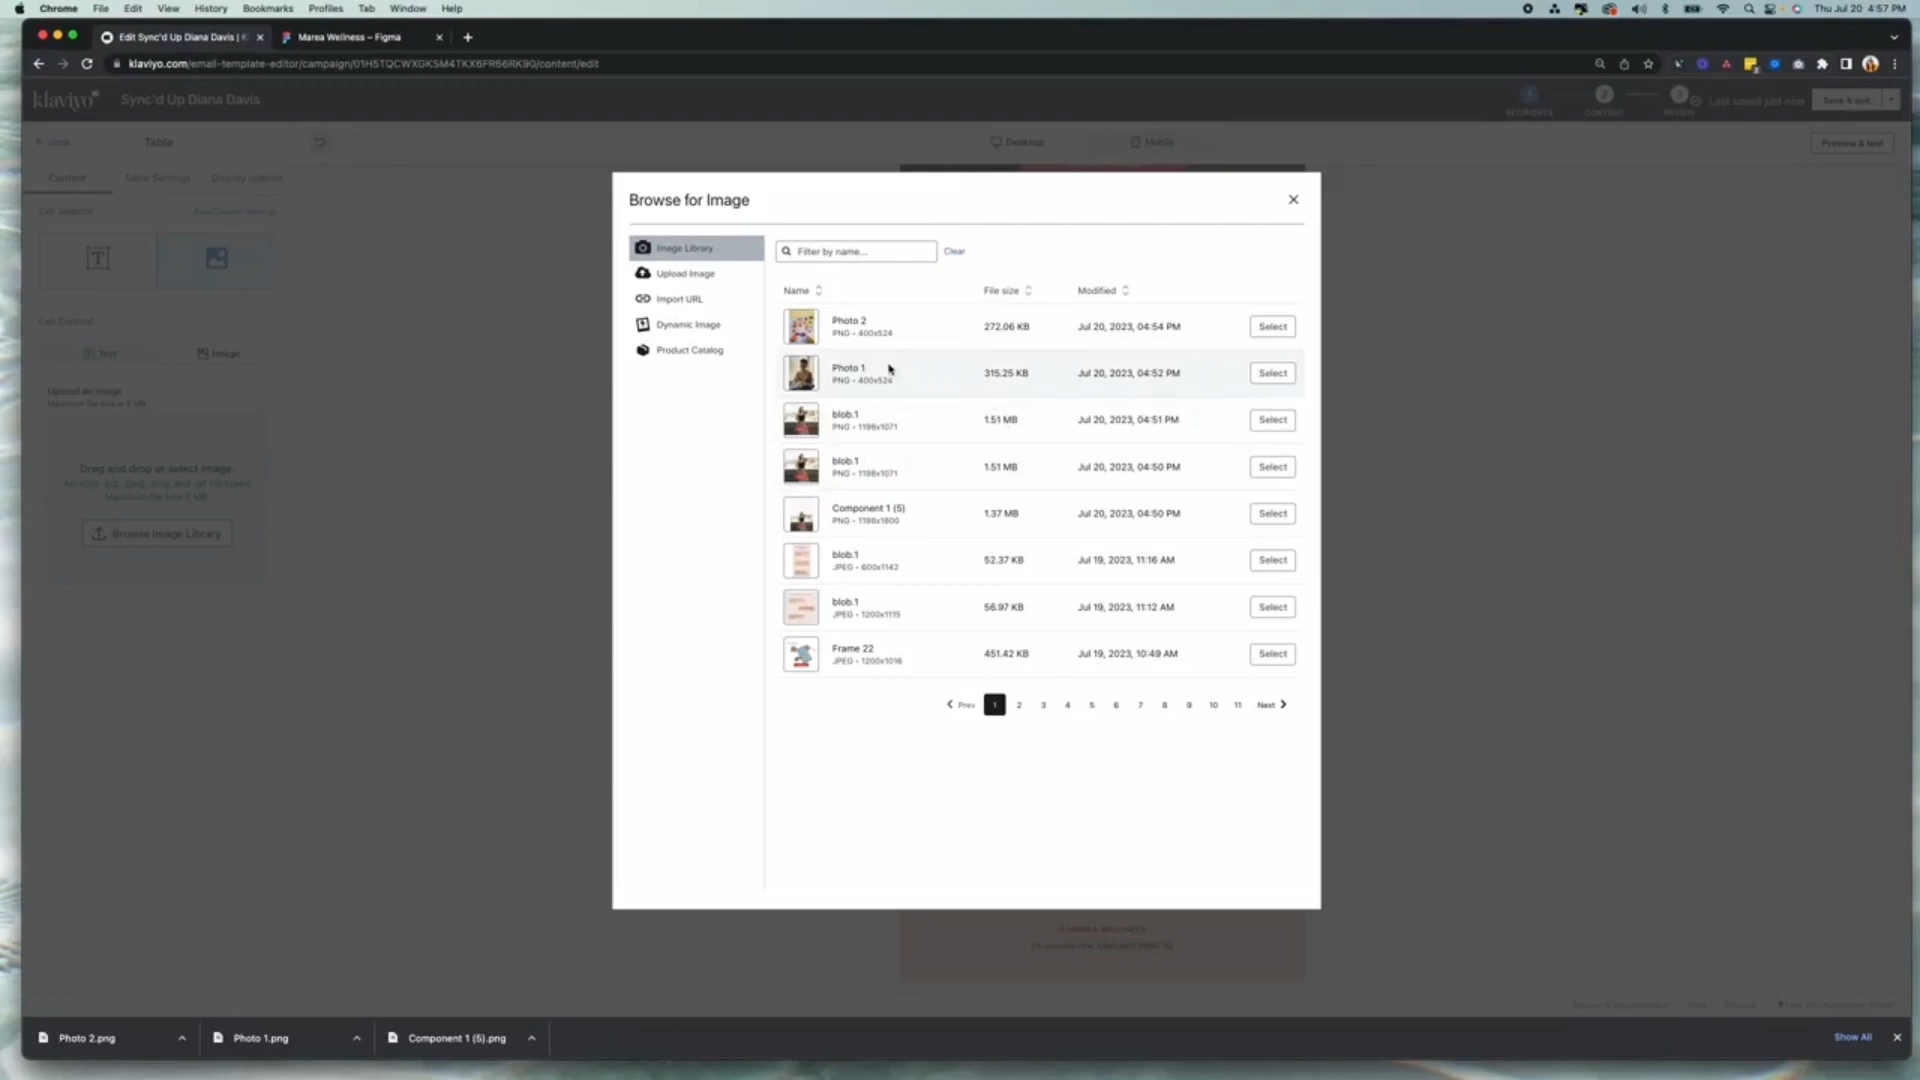 Chrome File Edit View History Bookmarks Profiles Tab Window Help
Thu Jul 20 4:57 PM
Edit Sync'd Up Diana Davis | K
Marea Wellness – Figma
klaviyo.com/email-template-editor/campaign/01H5TQCWXGKSM4TKX6FR66RK90/content/edit
klaviyo
Sync'd Up Diana Davis
RECIPIENTS
2
CONTENT
REVIEW
Last saved just now
Save & exit
Table
Desktop
Mobile
Preview & test
Content
Table Settings
Display options
Text
Image
Upload an image
Maximum file size is 5 MB
Drag and drop or select image.
Accepts .jpg, .jpeg, .png, and .gif file types.
Maximum file size 5 MB
Browse Image Library
Browse for Image
Image Library
Upload Image
Import URL
Dynamic Image
Product Catalog
Filter by name...
Clear
Name
File size
Modified
Photo 2
PNG • 400x524
272.06 KB
Jul 20, 2023, 04:54 PM
Select
Photo 1
PNG • 400x524
315.25 KB
Jul 20, 2023, 04:52 PM
Select
blob.1
PNG • 1198x1071
1.51 MB
Jul 20, 2023, 04:51 PM
Select
blob.1
PNG • 1198x1071
1.51 MB
Jul 20, 2023, 04:50 PM
Select
Component 1 (5)
PNG • 1198x1800
1.37 MB
Jul 20, 2023, 04:50 PM
Select
blob.1
JPEG • 600x1142
52.37 KB
Jul 19, 2023, 11:16 AM
Select
blob.1
JPEG • 1200x1115
56.97 KB
Jul 19, 2023, 11:12 AM
Select
Frame 22
JPEG • 1200x1016
451.42 KB
Jul 19, 2023, 10:49 AM
Select
Prev 1 2 3 4 5 6 7 8 9 10 11 Next
© MAREA WELLNESS
Photo 2.png
Photo 1.png
Component 1 (5).png
Show All